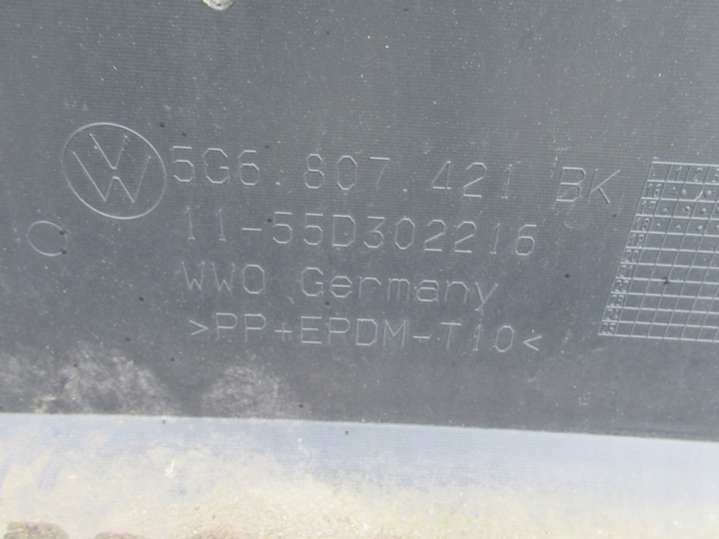 5G6.807.421 BK
11-55D302216
WWO Germany
>PP+EPDM-T10<